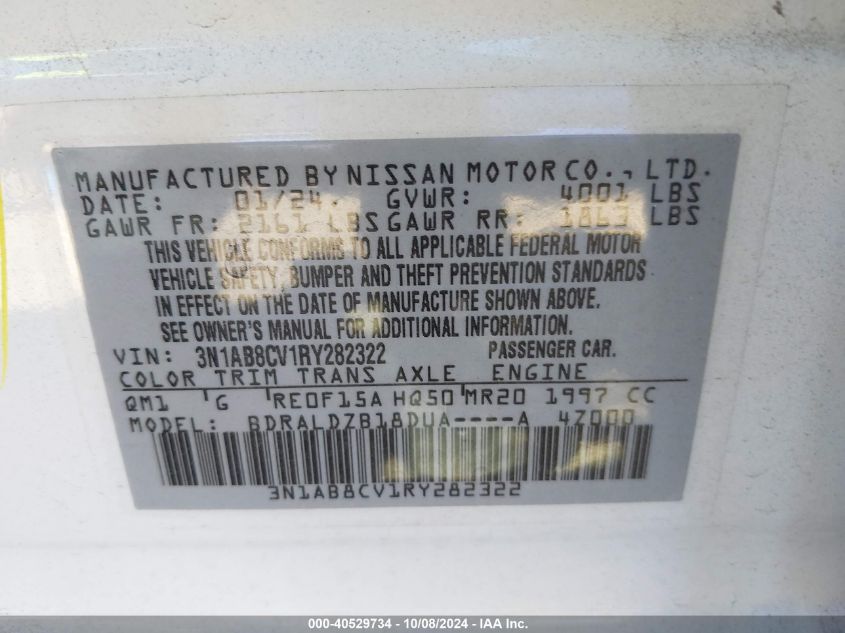 MANUFACTURED BY NISSAN MOTOR CO., LTD.
DATE: 01/24 GVWR: 4001 LBS
GAWR FR: 2161 LBS GAWR RR: 1863 LBS
THIS VEHICLE CONFORMS TO ALL APPLICABLE FEDERAL MOTOR
VEHICLE SAFETY, BUMPER AND THEFT PREVENTION STANDARDS
IN EFFECT ON THE DATE OF MANUFACTURE SHOWN ABOVE.
SEE OWNER'S MANUAL FOR ADDITIONAL INFORMATION.
VIN: 3N1AB8CV1RY282322 PASSENGER CAR.
COLOR TRIM TRANS AXLE ENGINE
QM1 G RE0F15A HQ50 MR20 1997 CC
MODEL: BDRALDZB18DUA----A 4Z000
3N1AB8CV1RY282322
000-40529734 - 10/08/2024 - IAA Inc.